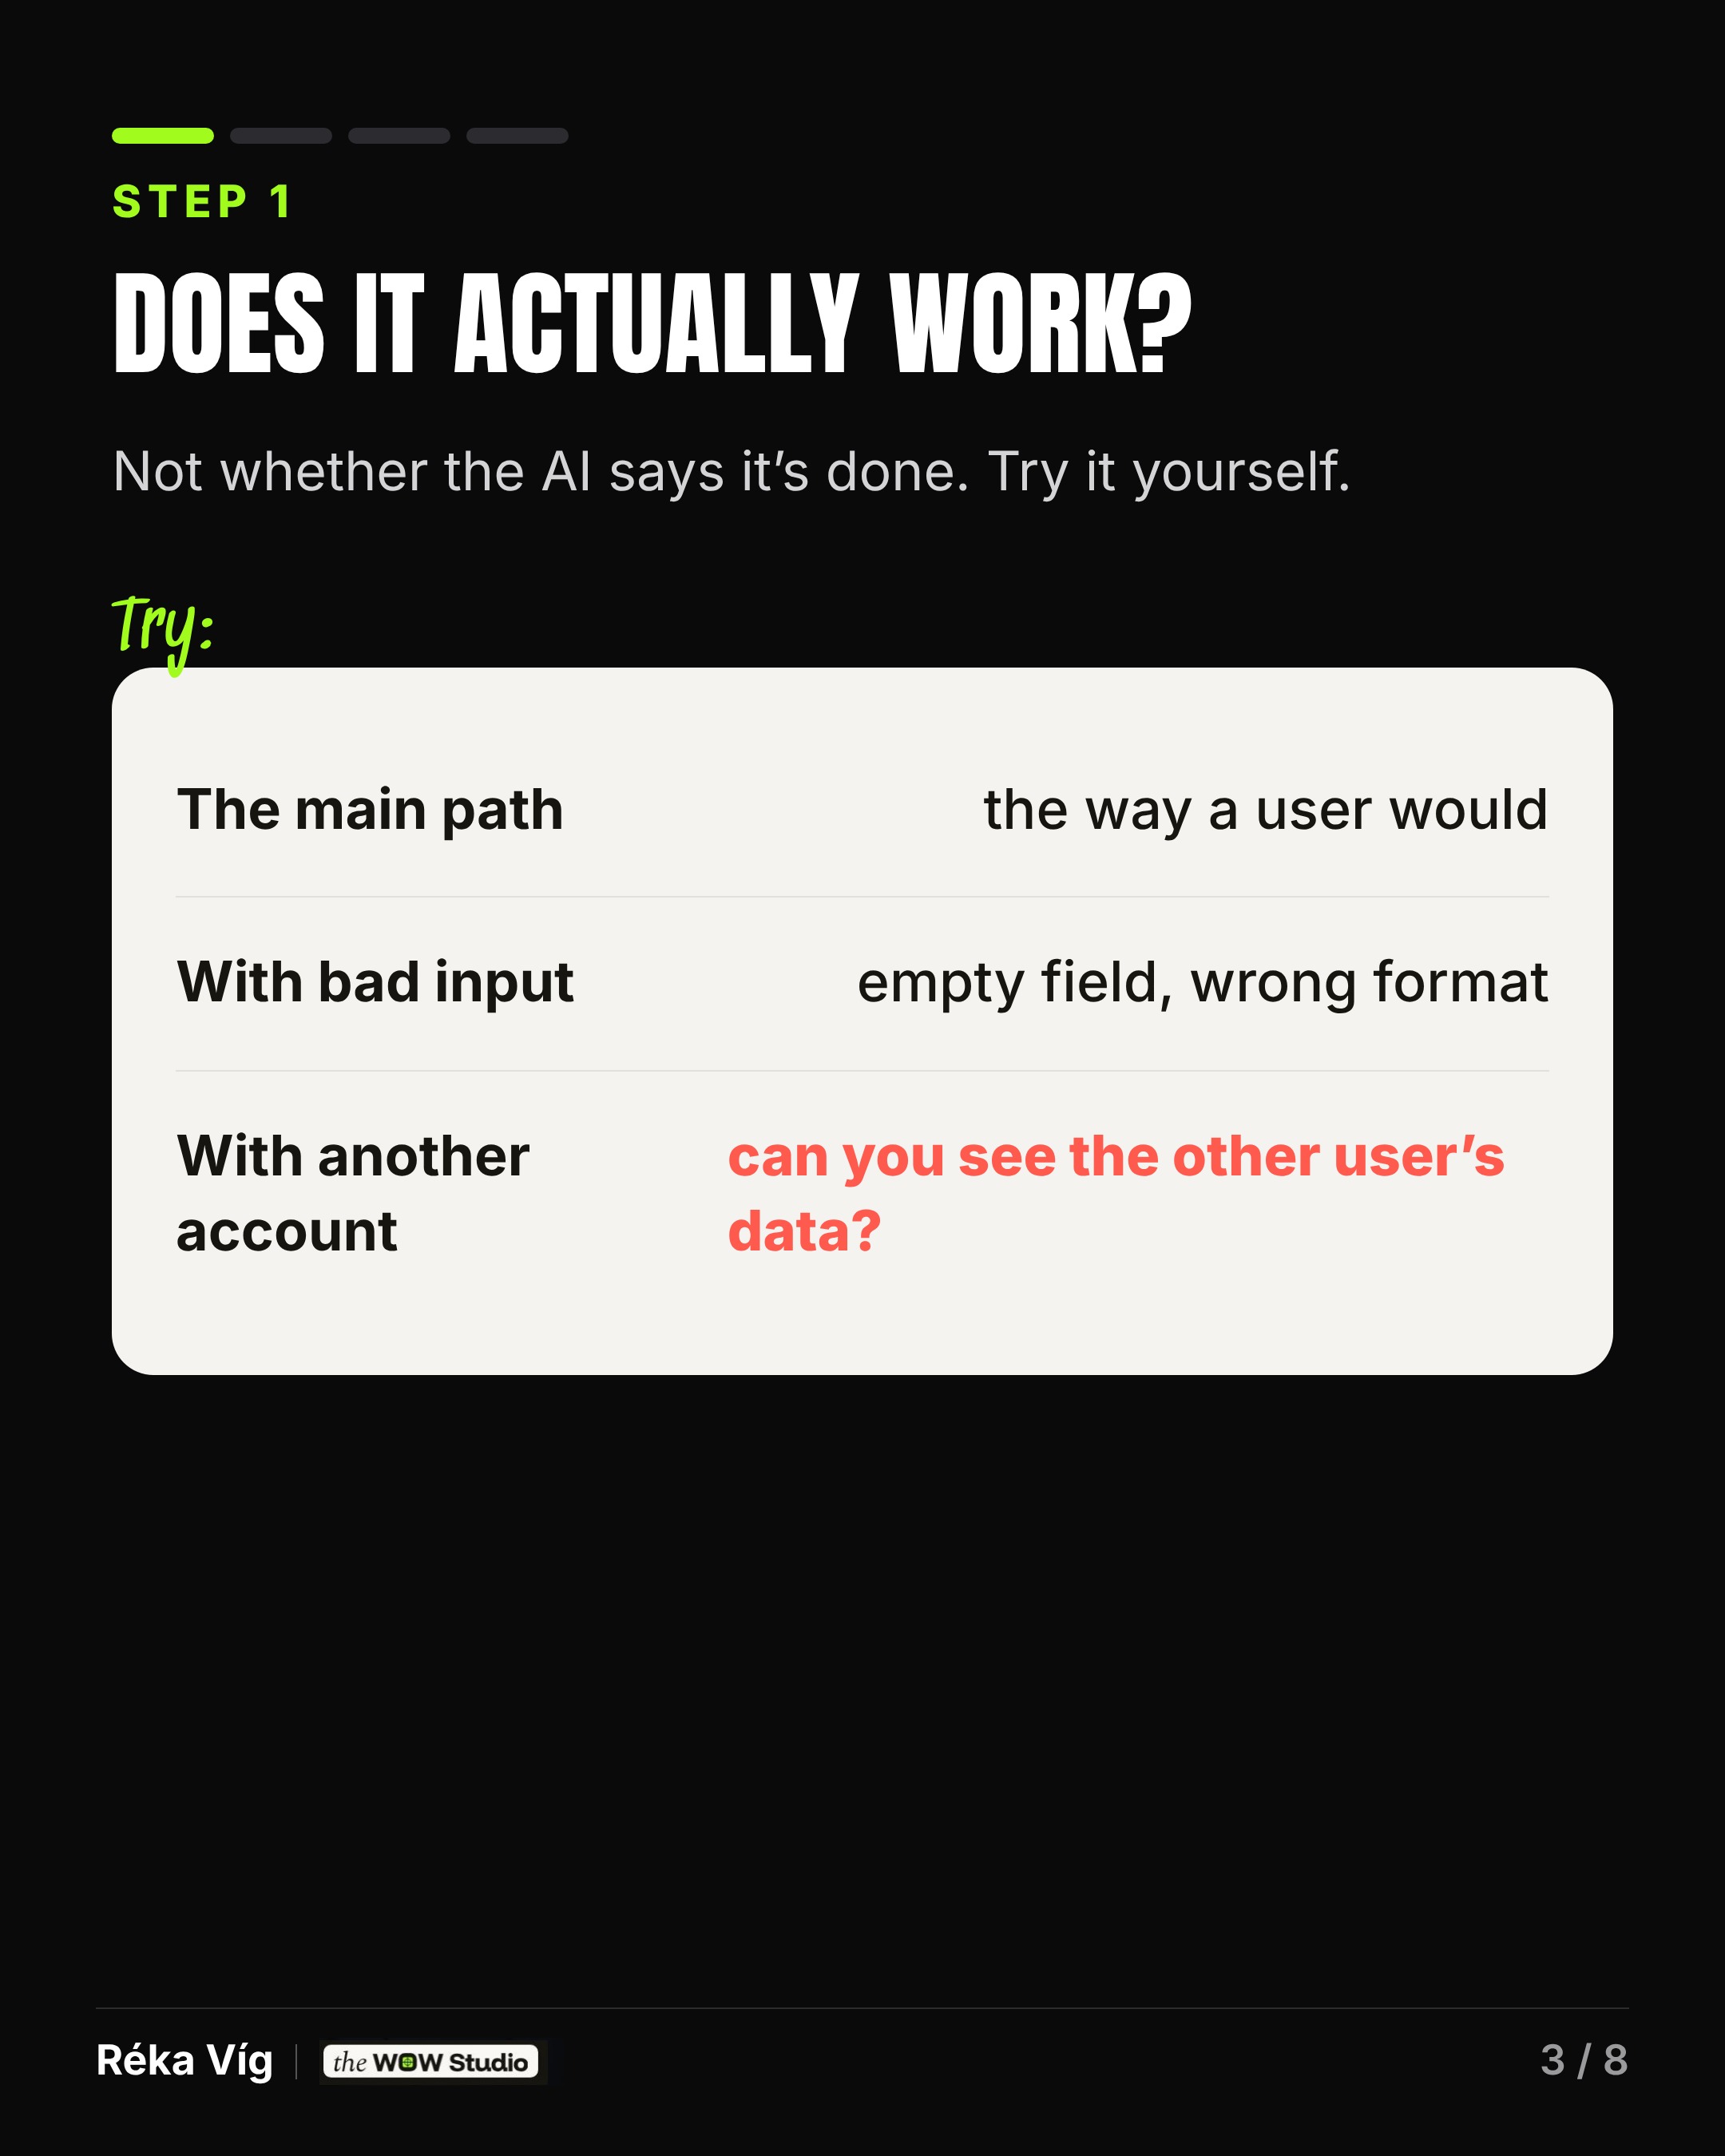 STEP 1
DOES IT ACTUALLY WORK?
Not whether the AI says it’s done. Try it yourself.
Try:
The main path the way a user would
With bad input empty field, wrong format
With another account
can you see the other user’s data?
Réka Víg
the WOW Studio
3 / 8